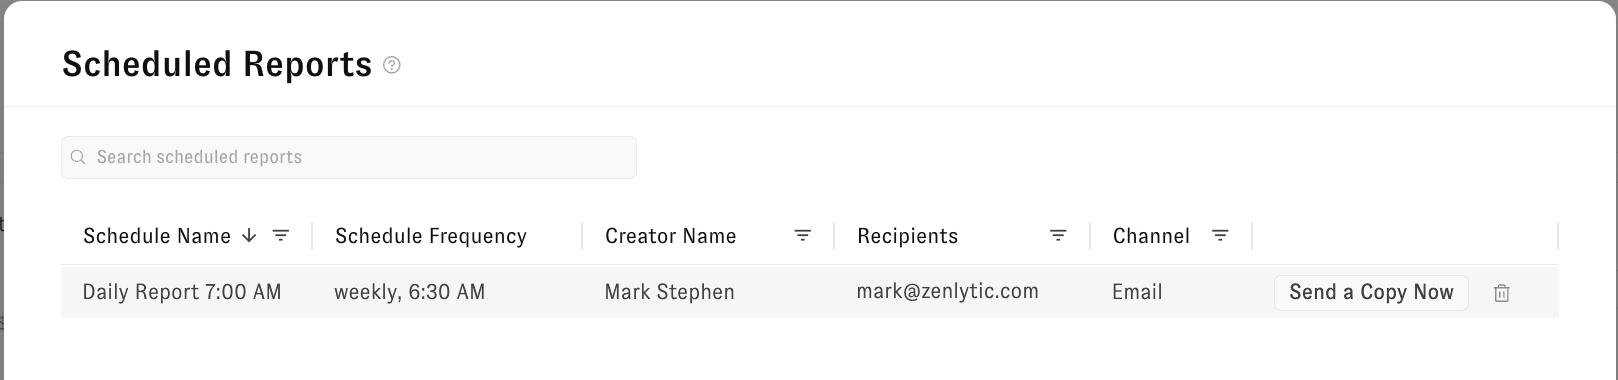 Scheduled Reports
Search scheduled reports
Schedule Name Schedule Frequency Creator Name Recipients Channel
Daily Report 7:00 AM weekly, 6:30 AM Mark Stephen mark@zenlytic.com Email Send a Copy Now